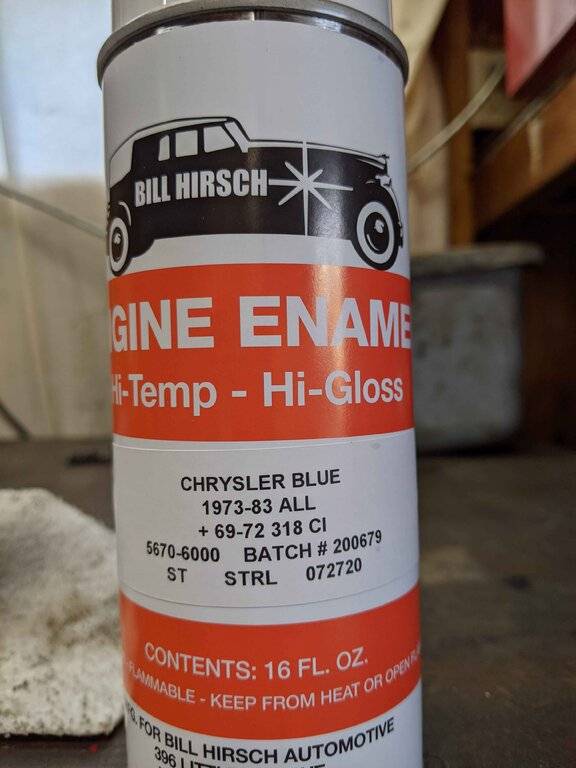 BILL HIRSCH
GINE ENAME
Hi-Temp - Hi-Gloss
CHRYSLER BLUE
1973-83 ALL
+ 69-72 318 CI
5670-6000 BATCH # 200679
ST STRL 072720
CONTENTS: 16 FL. OZ.
FLAMMABLE - KEEP FROM HEAT OR OPEN FL
FOR BILL HIRSCH AUTOMOTIVE
396